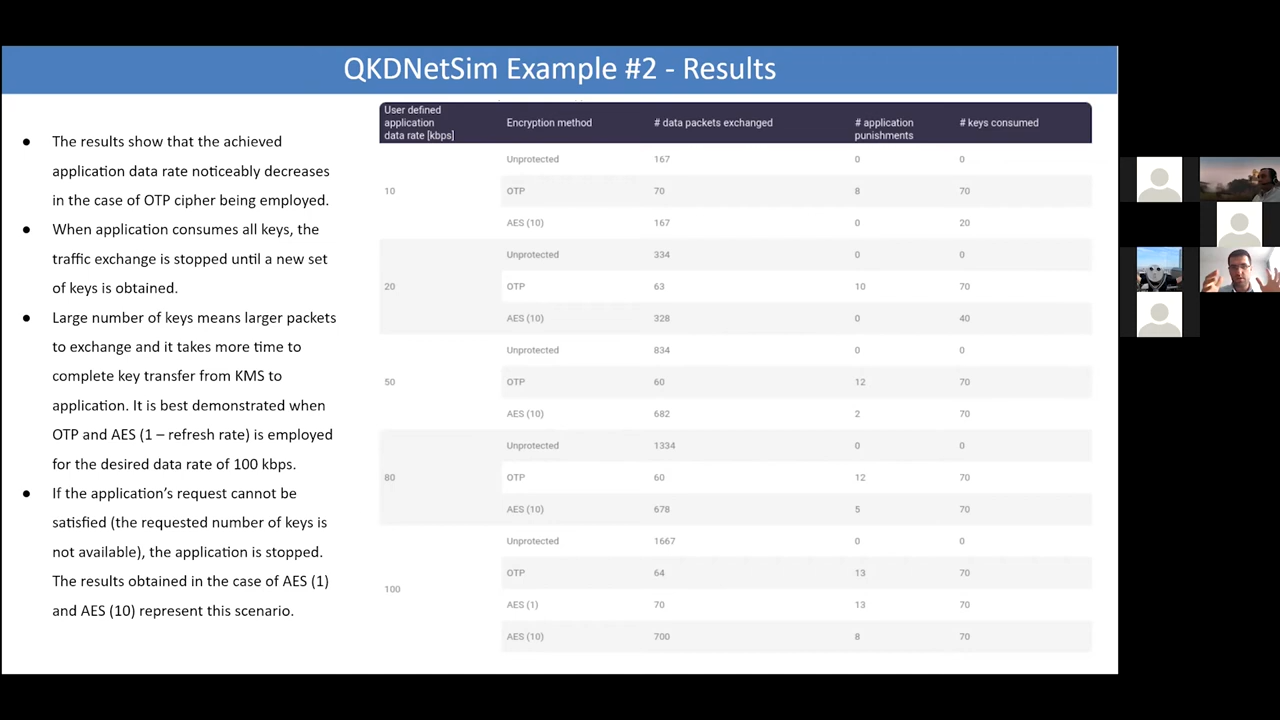 QKDNetSim Example #2 - Results
● The results show that the achieved
application data rate noticeably decreases
in the case of OTP cipher being employed.
● When application consumes all keys, the
traffic exchange is stopped until a new set
of keys is obtained.
● Large number of keys means larger packets
to exchange and it takes more time to
complete key transfer from KMS to
application. It is best demonstrated when
OTP and AES (1 – refresh rate) is employed
for the desired data rate of 100 kbps.
● If the application’s request cannot be
satisfied (the requested number of keys is
not available), the application is stopped.
The results obtained in the case of AES (1)
and AES (10) represent this scenario.
User defined
application
data rate [kbps]
Encryption method
# data packets exchanged
# application
punishments
# keys consumed
10
Unprotected 167 0 0
OTP 70 8 70
AES (10) 167 0 20
20
Unprotected 334 0 0
OTP 63 10 70
AES (10) 328 0 40
50
Unprotected 834 0 0
OTP 60 12 70
AES (10) 682 2 70
80
Unprotected 1334 0 0
OTP 60 12 70
AES (10) 678 5 70
100
Unprotected 1667 0 0
OTP 64 13 70
AES (1) 70 13 70
AES (10) 700 8 70